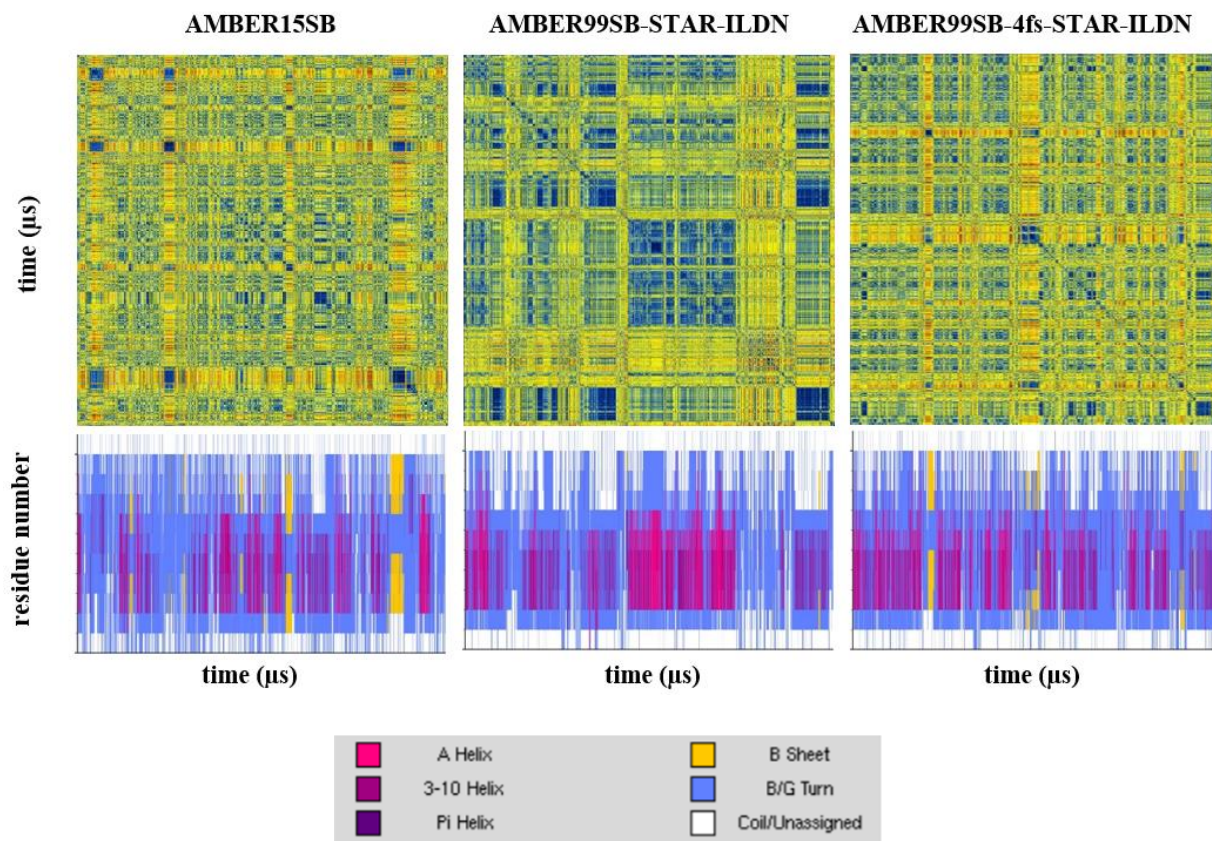 AMBER15SB AMBER99SB-STAR-ILDN AMBER99SB-4fs-STAR-ILDN
time (μs)
residue number
time (μs) time (μs) time (μs)
A Helix B Sheet
3-10 Helix B/G Turn
Pi Helix Coil/Unassigned